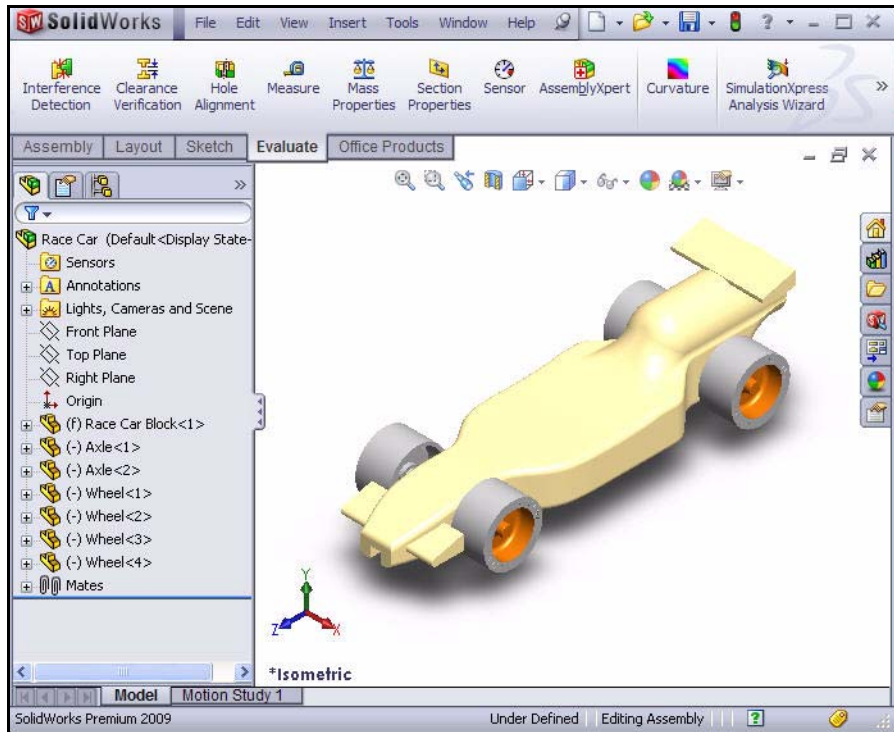 SW SolidWorks File Edit View Insert Tools Window Help ?
Interference Detection
Clearance Verification
Hole Alignment
Measure
Mass Properties
Section Properties
Sensor
AssemblyXpert
Curvature
SimulationXpress Analysis Wizard
»
Assembly Layout Sketch Evaluate Office Products
»
Race Car (Default<Display State-
Sensors
A Annotations
Lights, Cameras and Scene
Front Plane
Top Plane
Right Plane
Origin
(f) Race Car Block<1>
(-) Axle<1>
(-) Axle<2>
(-) Wheel<1>
(-) Wheel<2>
(-) Wheel<3>
(-) Wheel<4>
Mates
Y
Z X
*Isometric
Model Motion Study 1
SolidWorks Premium 2009 Under Defined Editing Assembly ?